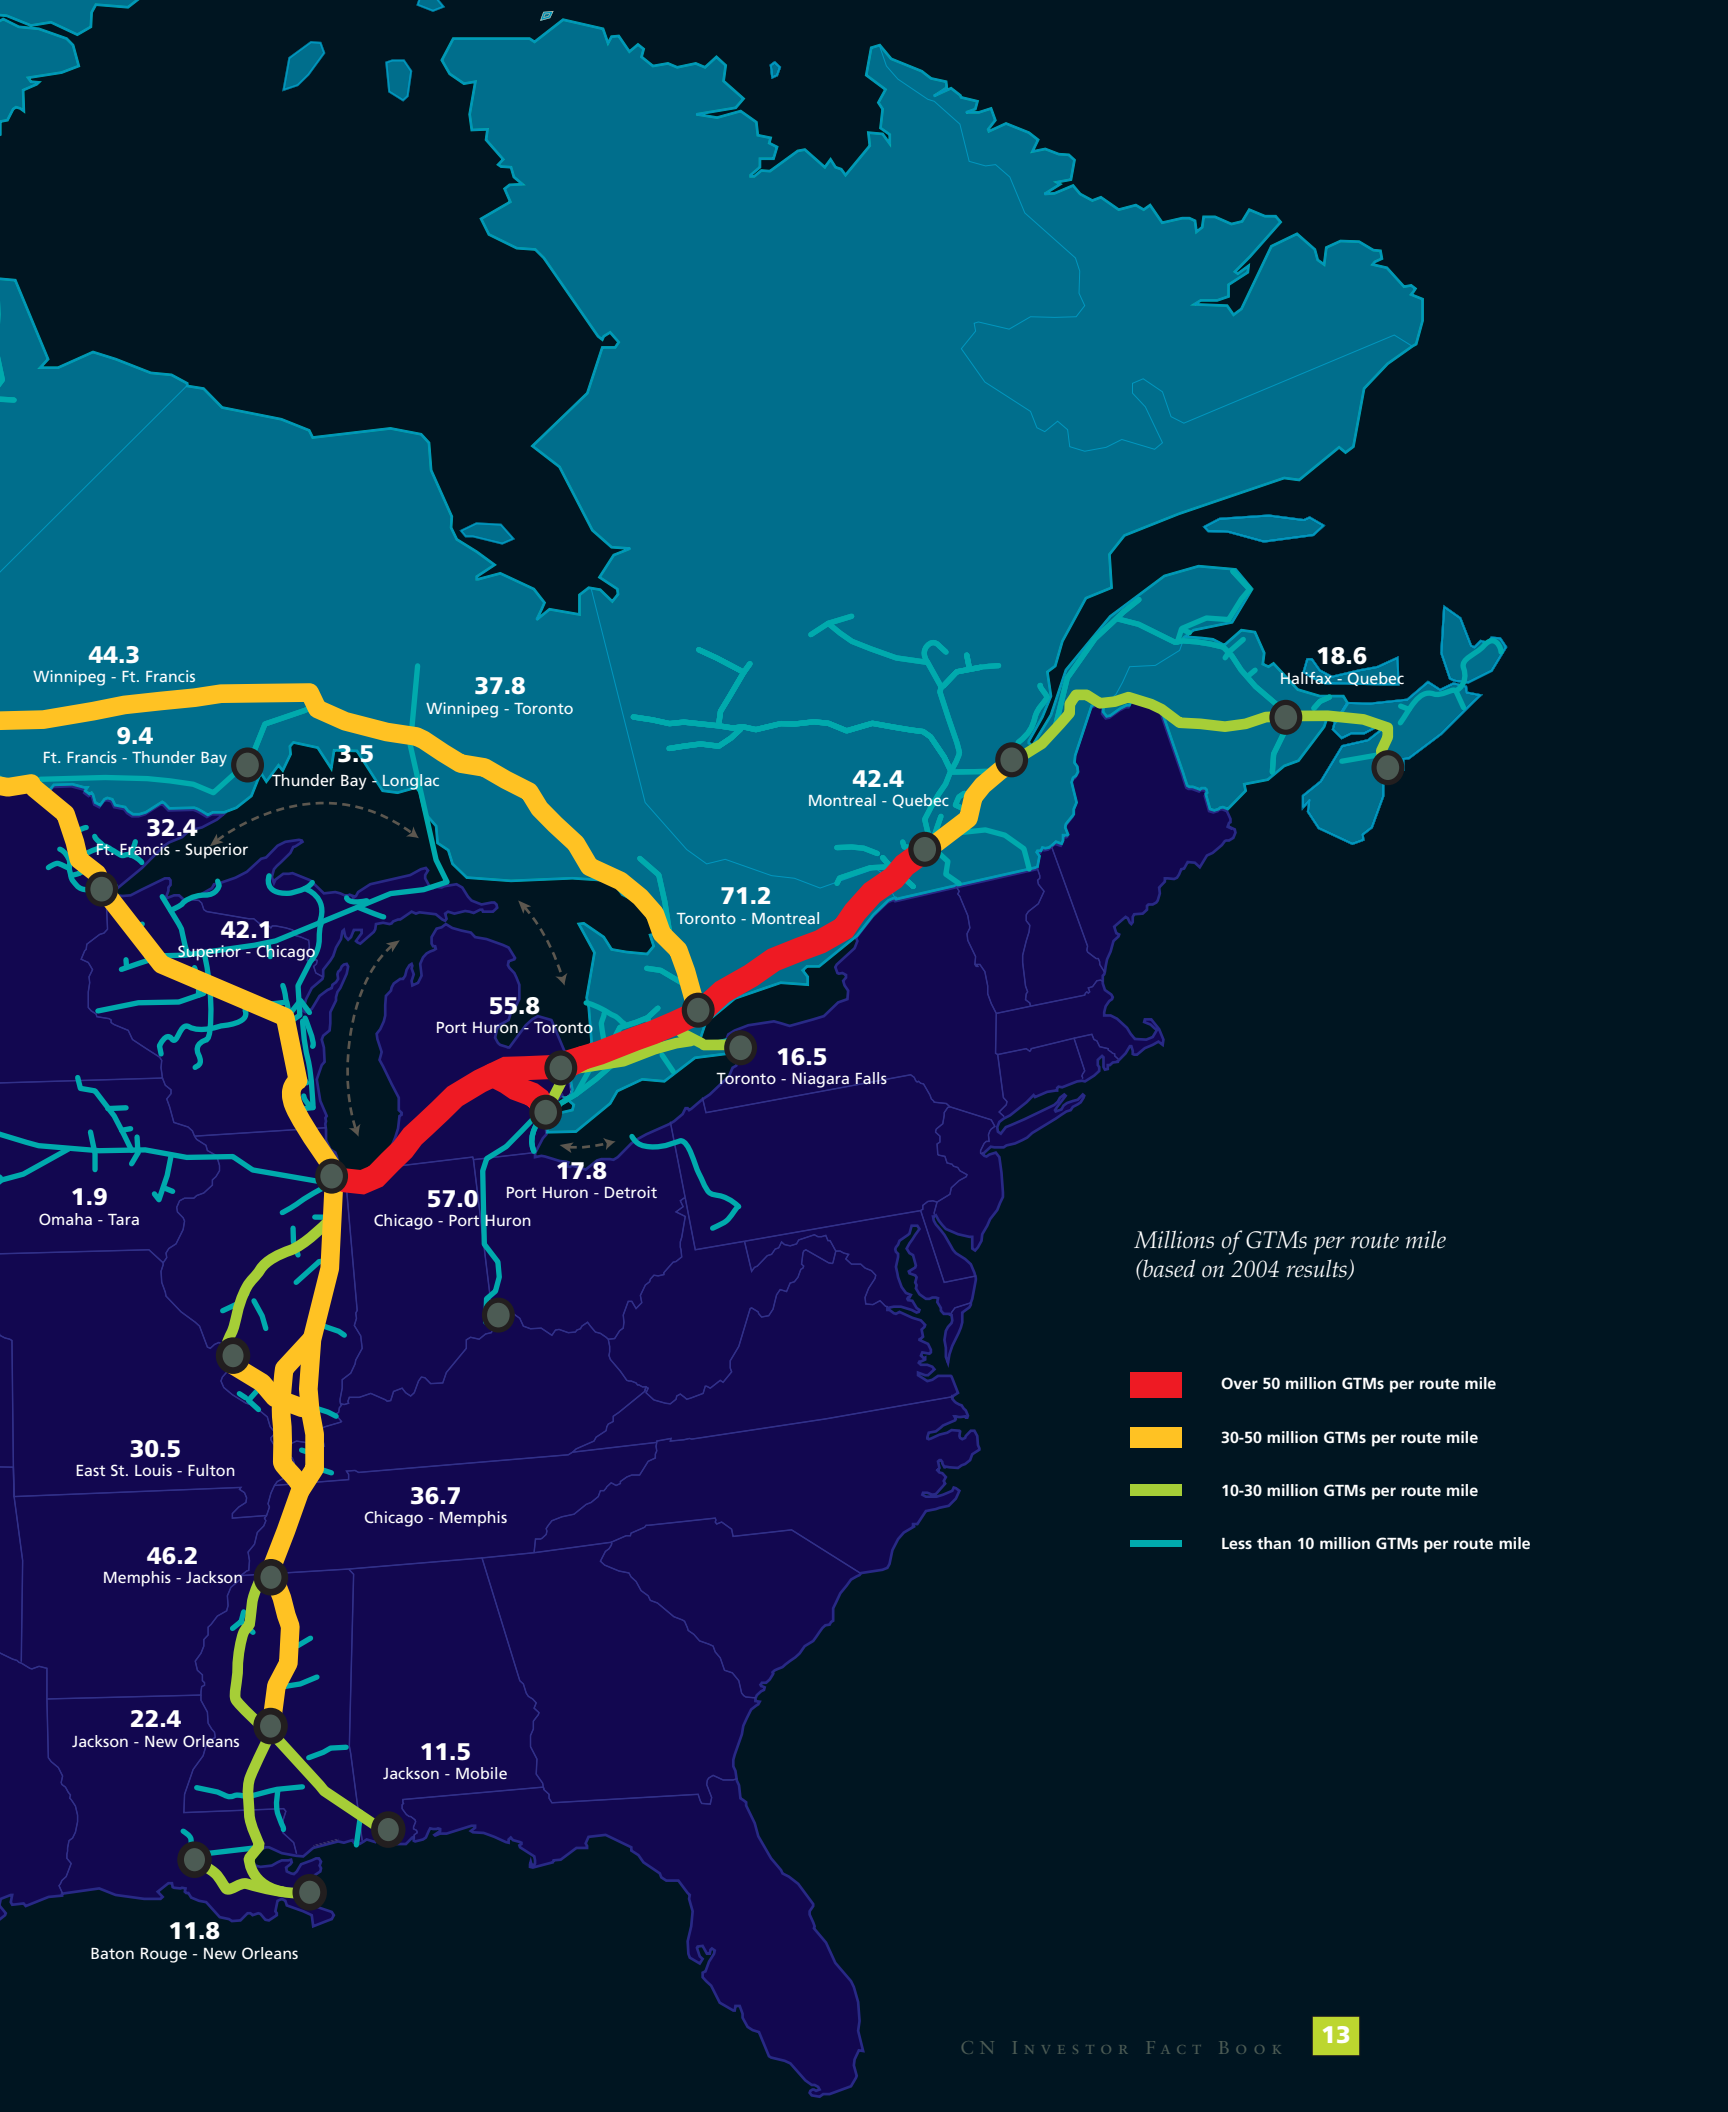 44.3
Winnipeg - Ft. Francis
37.8
Winnipeg - Toronto
18.6
Halifax - Quebec
9.4
Ft. Francis - Thunder Bay
3.5
Thunder Bay - Longlac
42.4
Montreal - Quebec
32.4
Ft. Francis - Superior
71.2
Toronto - Montreal
42.1
Superior - Chicago
55.8
Port Huron - Toronto
16.5
Toronto - Niagara Falls
17.8
Port Huron - Detroit
1.9
Omaha - Tara
57.0
Chicago - Port Huron
Millions of GTMs per route mile
(based on 2004 results)
Over 50 million GTMs per route mile
30-50 million GTMs per route mile
10-30 million GTMs per route mile
Less than 10 million GTMs per route mile
30.5
East St. Louis - Fulton
36.7
Chicago - Memphis
46.2
Memphis - Jackson
22.4
Jackson - New Orleans
11.5
Jackson - Mobile
11.8
Baton Rouge - New Orleans
CN Investor Fact Book 13